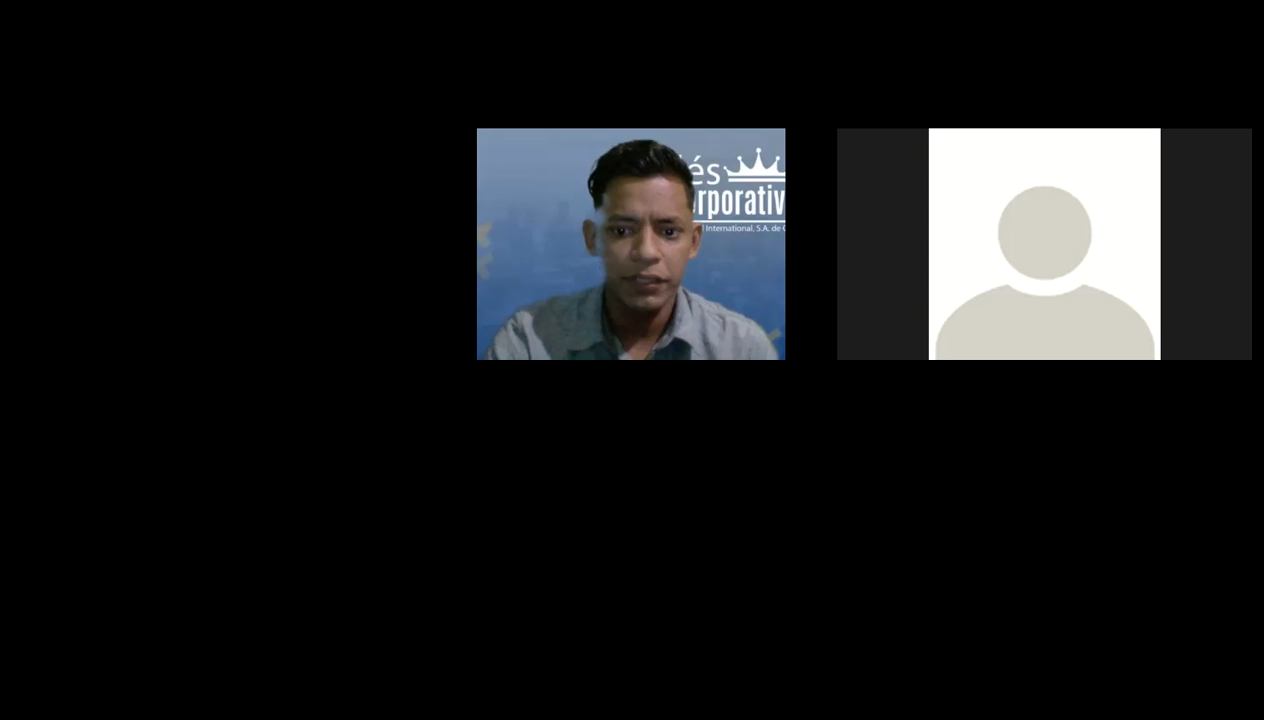 és
rporativ
l International, S.A. de C